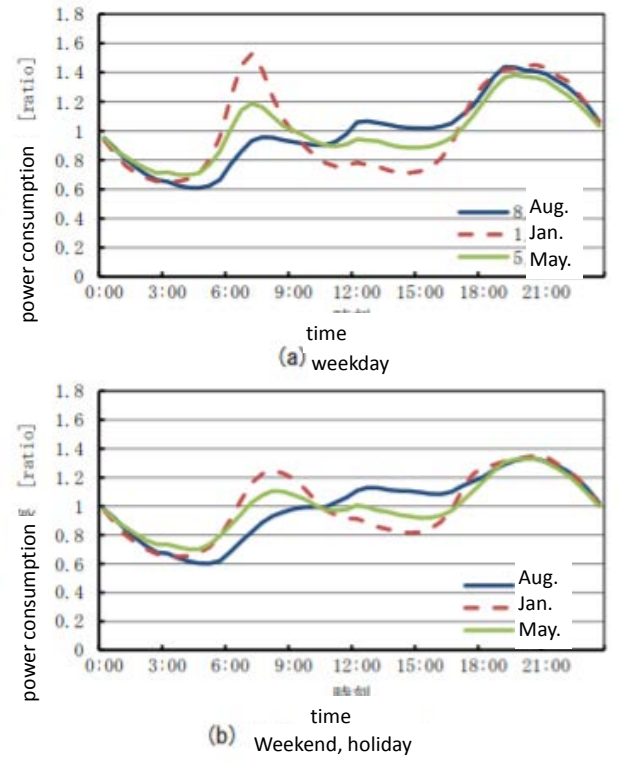 1.8
1.6
1.4
1.2
1
0.8
0.6
0.4
0.2
0
power consumption [ratio]
8 Aug.
1 Jan.
5 May.
0:00 3:00 6:00 9:00 12:00 15:00 18:00 21:00
time
(a) weekday
1.8
1.6
1.4
1.2
1
0.8
0.6
0.4
0.2
0
power consumption [ratio]
Aug.
Jan.
May.
0:00 3:00 6:00 9:00 12:00 15:00 18:00 21:00
time
(b) Weekend, holiday